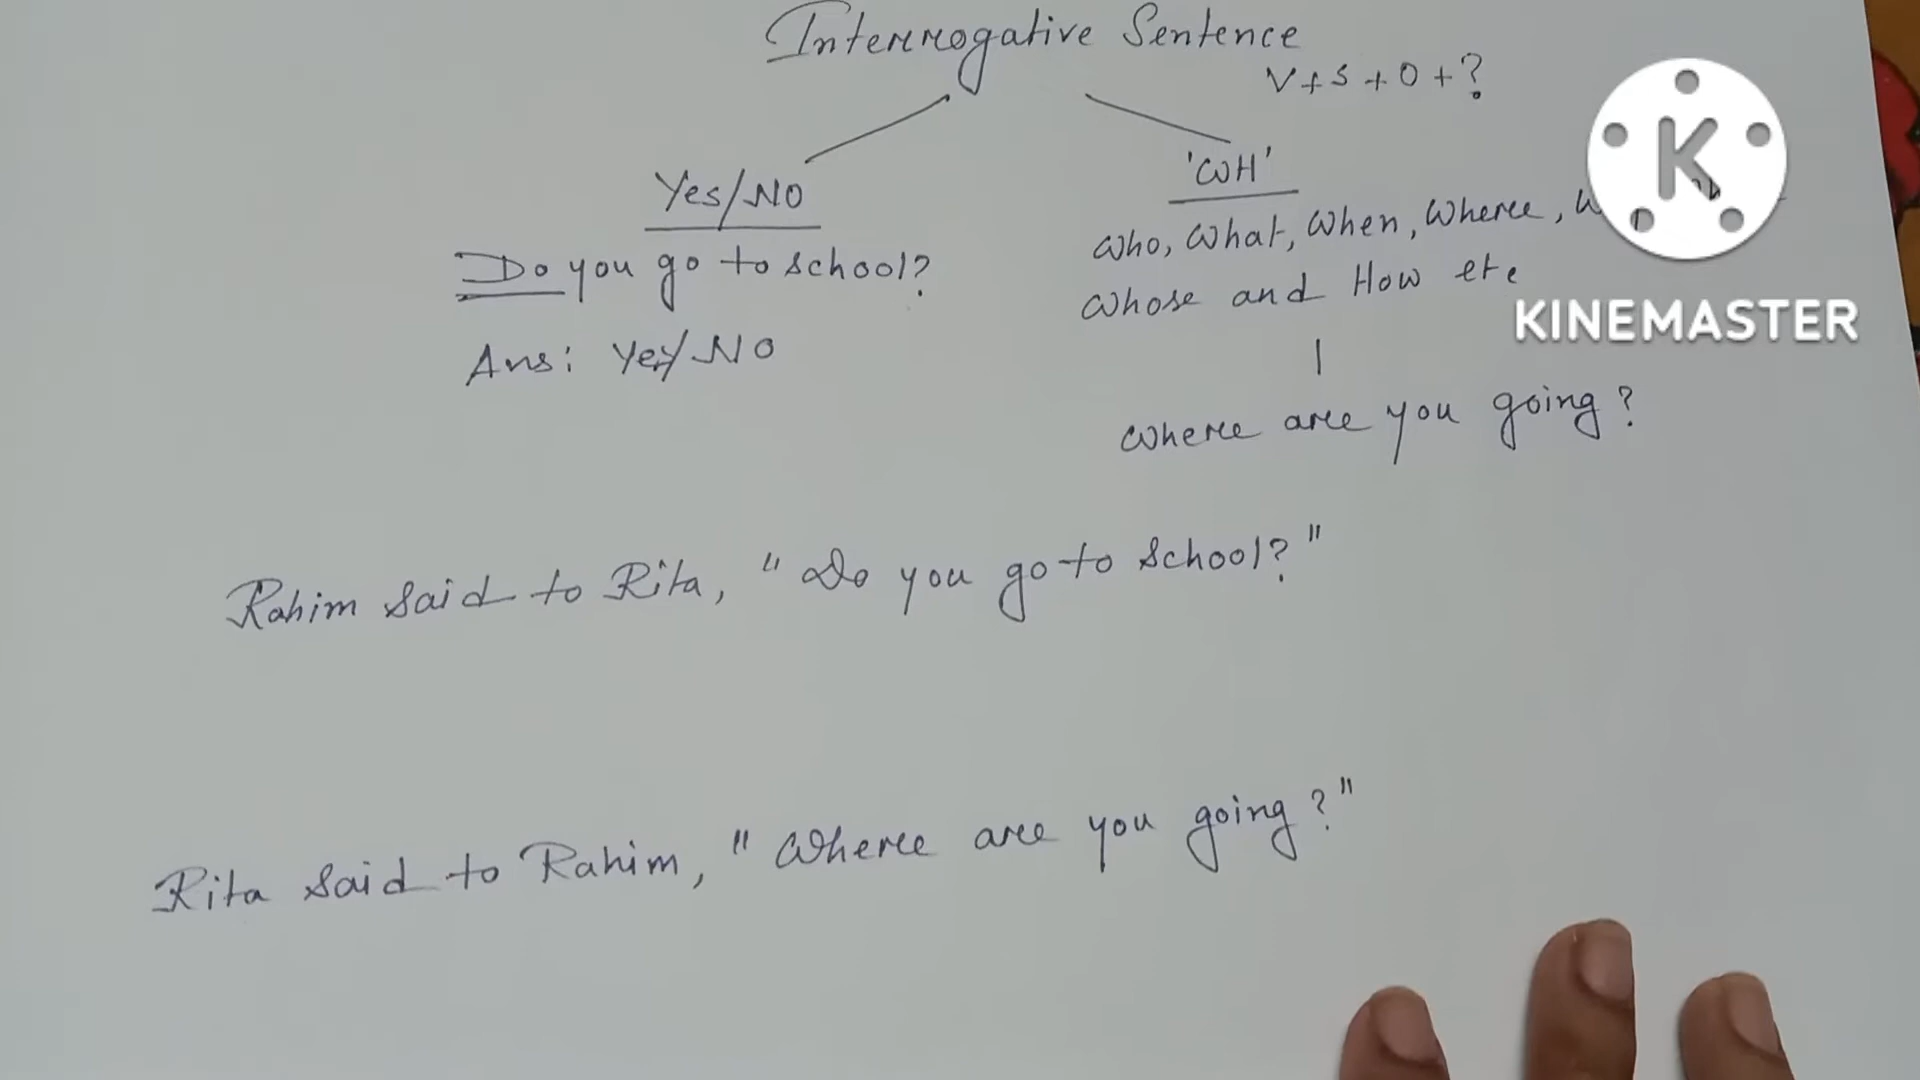 Interrogative Sentence
V + S + O + ?
Yes/No
'WH'
Do you go to school?
Who, What, When, Where,
Whose and How etc
Ans: Yes/No
KINEMASTER
Where are you going?
Rahim said to Rita, "Do you go to school?"
Rita said to Rahim, "Where are you going?"